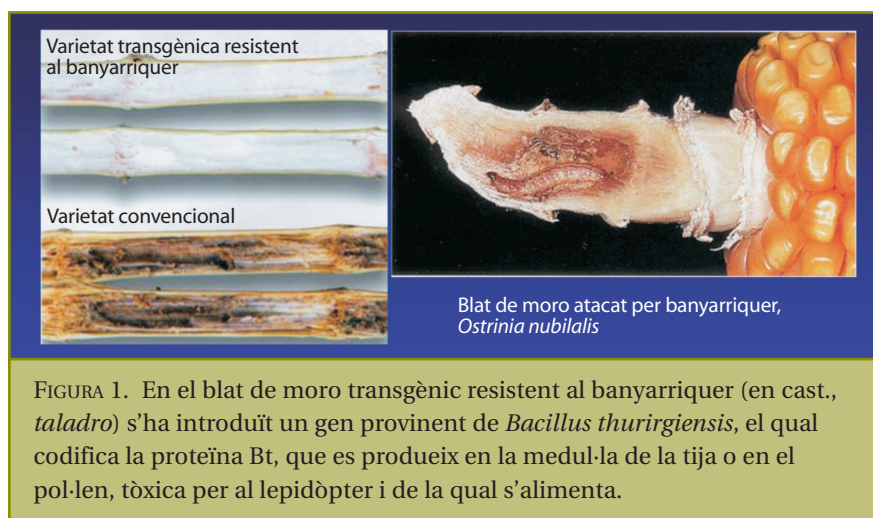 Varietat transgènica resistent
al banyarriquer
Varietat convencional
Blat de moro atacat per banyarriquer,
Ostrinia nubilalis
FIGURA 1. En el blat de moro transgènic resistent al banyarriquer (en cast.,
taladro) s’ha introduït un gen provinent de Bacillus thurirgiensis, el qual
codifica la proteïna Bt, que es produeix en la medul·la de la tija o en el
pol·len, tòxica per al lepidòpter i de la qual s’alimenta.